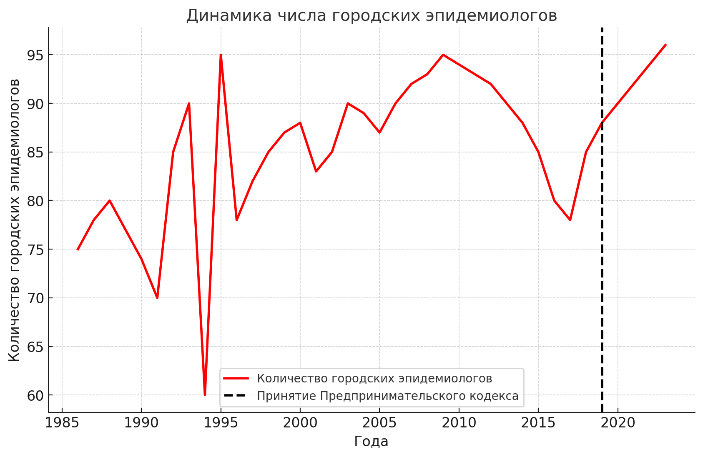 Динамика числа городских эпидемиологов
Количество городских эпидемиологов
95
90
85
80
75
70
65
60
Количество городских эпидемиологов
Принятие Предпринимательского кодекса
1985 1990 1995 2000 2005 2010 2015 2020
Года